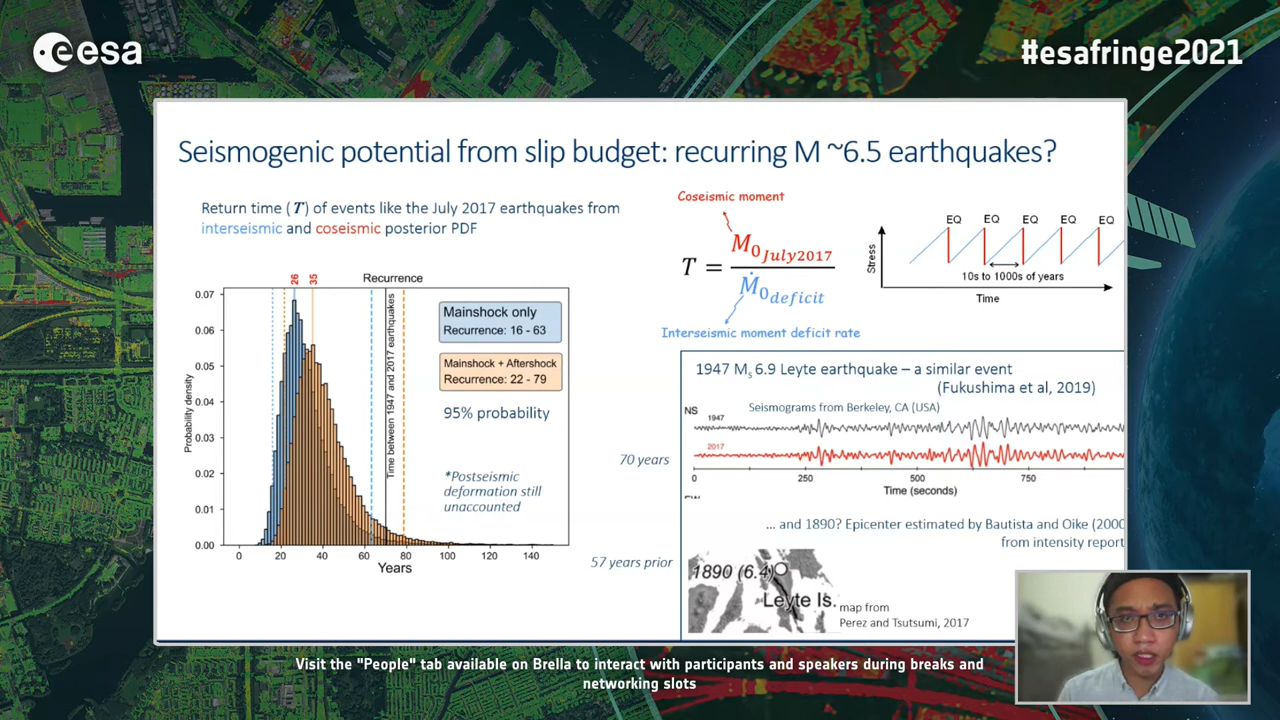 esa
#esafringe2021
Seismogenic potential from slip budget: recurring M ~6.5 earthquakes?
Return time (T) of events like the July 2017 earthquakes from
interseismic and coseismic posterior PDF
26
35
Recurrence
0.07
0.06
0.05
0.04
0.03
0.02
0.01
0.00
Probability density
0
20
40
60
80
100
120
140
Years
Time between 1947 and 2017 earthquakes
Mainshock only
Recurrence: 16 - 63
Mainshock + Aftershock
Recurrence: 22 - 79
95% probability
*Postseismic
deformation still
unaccounted
Coseismic moment
T = M0July2017 / Ṁ0deficit
Interseismic moment deficit rate
EQ EQ EQ EQ EQ
Stress
10s to 1000s of years
Time
1947 Ms 6.9 Leyte earthquake – a similar event
(Fukushima et al, 2019)
NS
1947
Seismograms from Berkeley, CA (USA)
2017
70 years
0
250
500
750
Time (seconds)
... and 1890? Epicenter estimated by Bautista and Oike (2000
from intensity report
57 years prior
1890 (6.4)
Leyte Is.
map from
Perez and Tsutsumi, 2017
Visit the "People" tab available on Brella to interact with participants and speakers during breaks and
networking slots